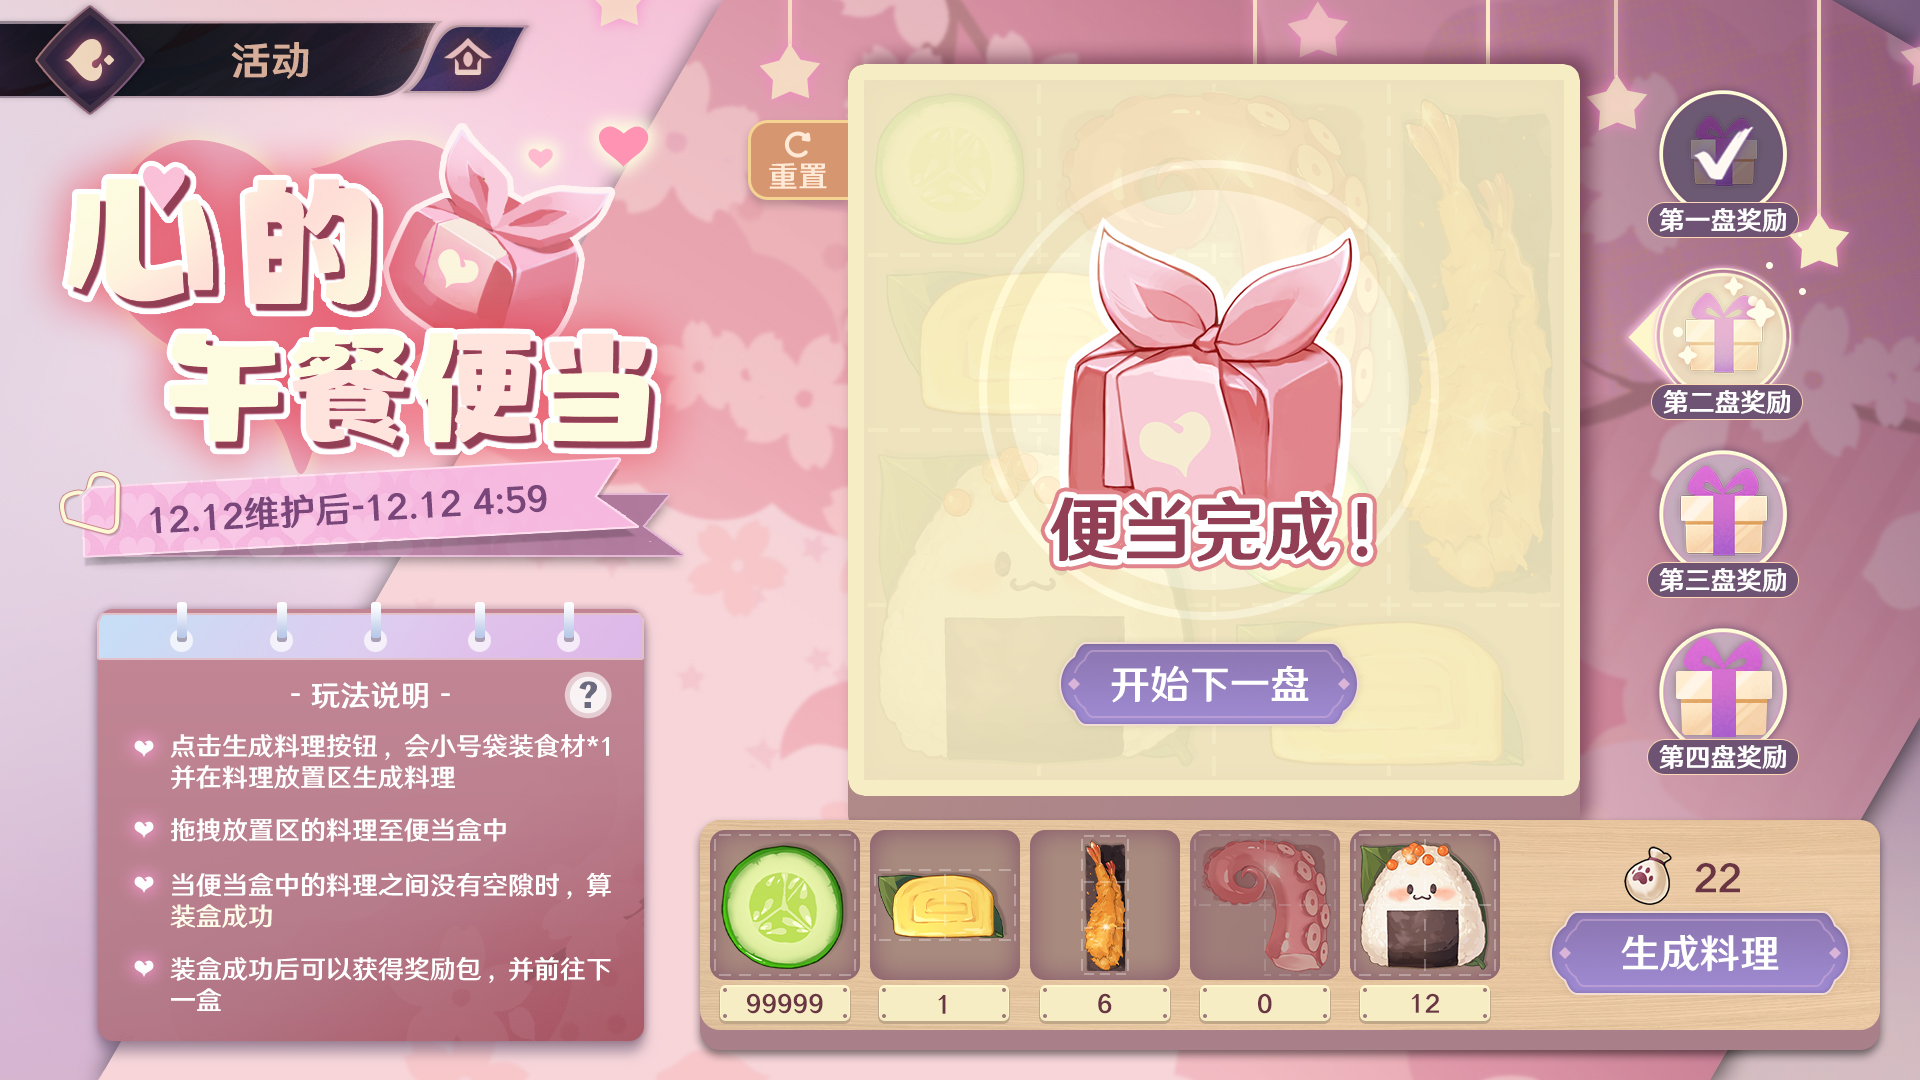 活动
心的
午餐便当
12.12维护后-12.12 4:59
- 玩法说明 -
?
点击生成料理按钮，会小号袋装食材*1
并在料理放置区生成料理
拖拽放置区的料理至便当盒中
当便当盒中的料理之间没有空隙时，算
装盒成功
装盒成功后可以获得奖励包，并前往下
一盒
重置
便当完成！
开始下一盘
第一盘奖励
第二盘奖励
第三盘奖励
第四盘奖励
99999
1
6
0
12
22
生成料理